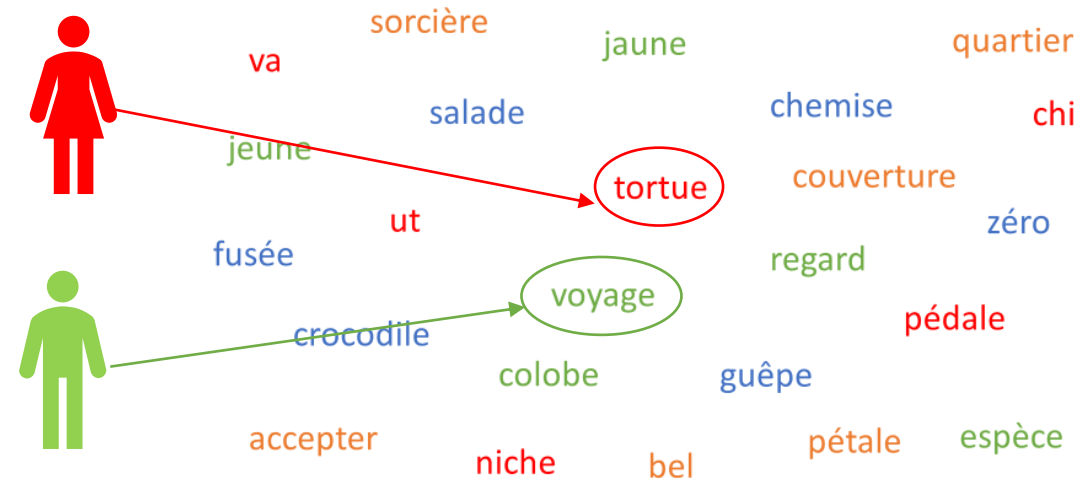 sorcière
jaune
quartier
va
salade
chemise
chi
jeune
tortue
couverture
ut
zéro
fusée
regard
voyage
pédale
crocodile
colobe
guêpe
accepter
pétale
espèce
niche
bel